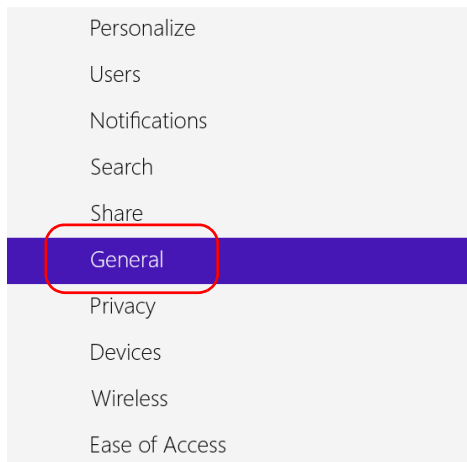 Personalize
Users
Notifications
Search
Share
General
Privacy
Devices
Wireless
Ease of Access